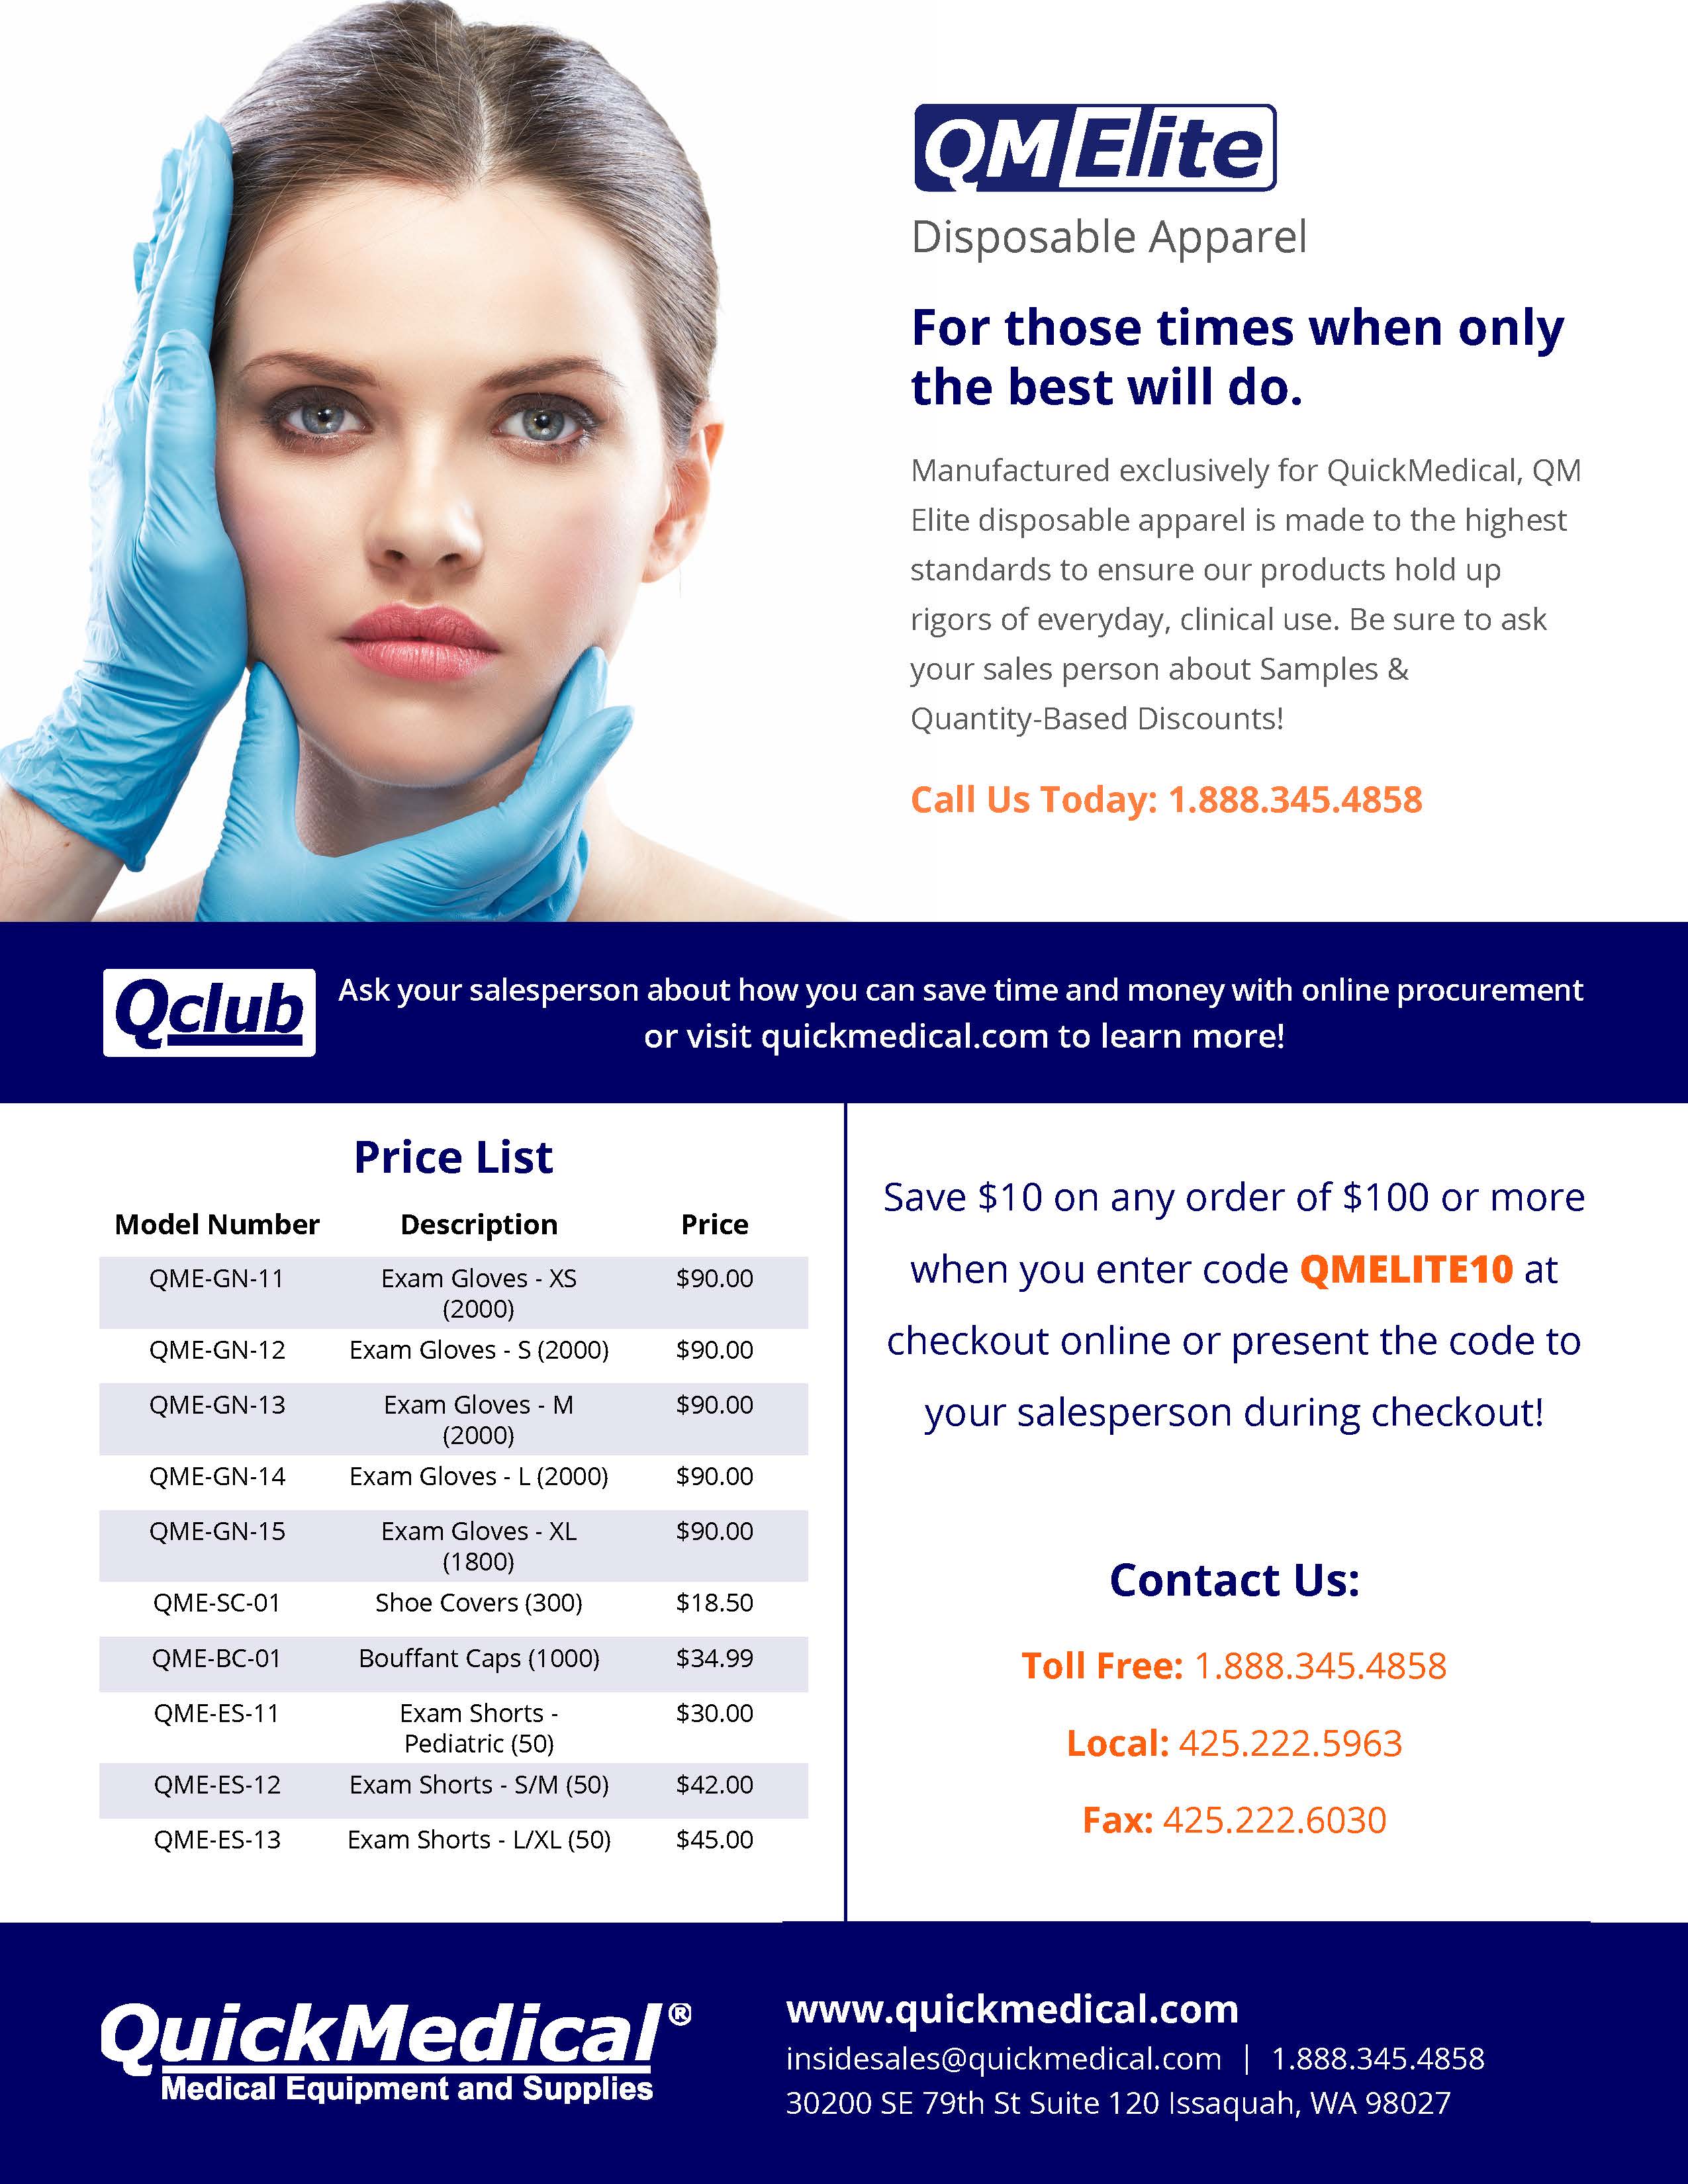 QM Elite
Disposable Apparel
For those times when only
the best will do.
Manufactured exclusively for QuickMedical, QM
Elite disposable apparel is made to the highest
standards to ensure our products hold up
rigors of everyday, clinical use. Be sure to ask
your sales person about Samples &
Quantity-Based Discounts!
Call Us Today: 1.888.345.4858
Qclub
Ask your salesperson about how you can save time and money with online procurement
or visit quickmedical.com to learn more!
Price List
Model Number Description Price
QME-GN-11 Exam Gloves - XS $90.00
(2000)
QME-GN-12 Exam Gloves - S (2000) $90.00
QME-GN-13 Exam Gloves - M $90.00
(2000)
QME-GN-14 Exam Gloves - L (2000) $90.00
QME-GN-15 Exam Gloves - XL $90.00
(1800)
QME-SC-01 Shoe Covers (300) $18.50
QME-BC-01 Bouffant Caps (1000) $34.99
QME-ES-11 Exam Shorts - $30.00
Pediatric (50)
QME-ES-12 Exam Shorts - S/M (50) $42.00
QME-ES-13 Exam Shorts - L/XL (50) $45.00
Save $10 on any order of $100 or more
when you enter code QMELITE10 at
checkout online or present the code to
your salesperson during checkout!
Contact Us:
Toll Free: 1.888.345.4858
Local: 425.222.5963
Fax: 425.222.6030
QuickMedical®
Medical Equipment and Supplies
www.quickmedical.com
insidesales@quickmedical.com | 1.888.345.4858
30200 SE 79th St Suite 120 Issaquah, WA 98027